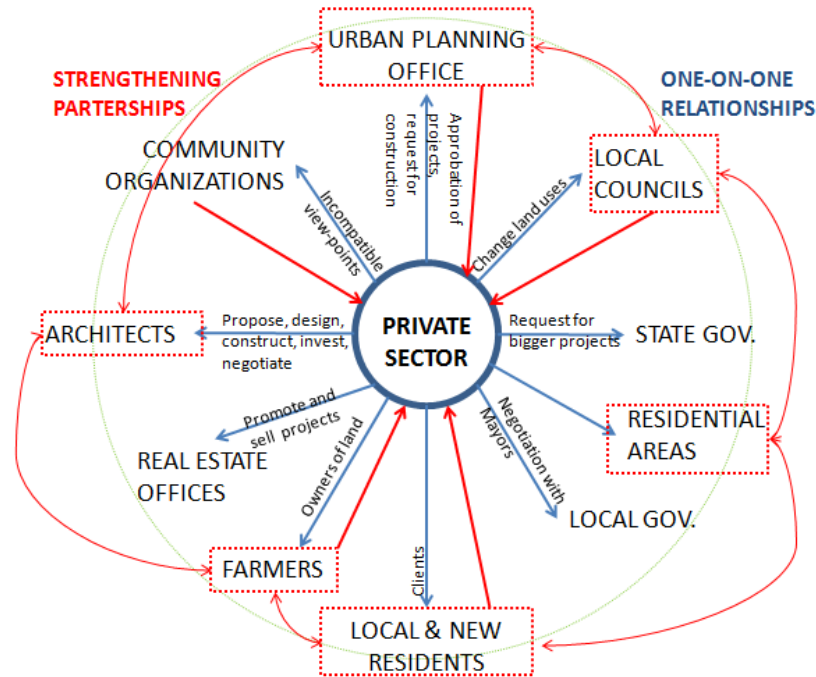 URBAN PLANNING
OFFICE
STRENGTHENING
PARTERSHIPS
ONE-ON-ONE
RELATIONSHIPS
COMMUNITY
ORGANIZATIONS
Incompatible
view-points
Approbation of
projects,
request for
construction
Change land uses
LOCAL
COUNCILS
ARCHITECTS
Propose, design,
construct, invest,
negotiate
PRIVATE
SECTOR
Request for
bigger projects
STATE GOV.
Promote and
sell projects
REAL ESTATE
OFFICES
Owners of land
Clients
Negotiation with
Mayors
RESIDENTIAL
AREAS
LOCAL GOV.
FARMERS
LOCAL & NEW
RESIDENTS